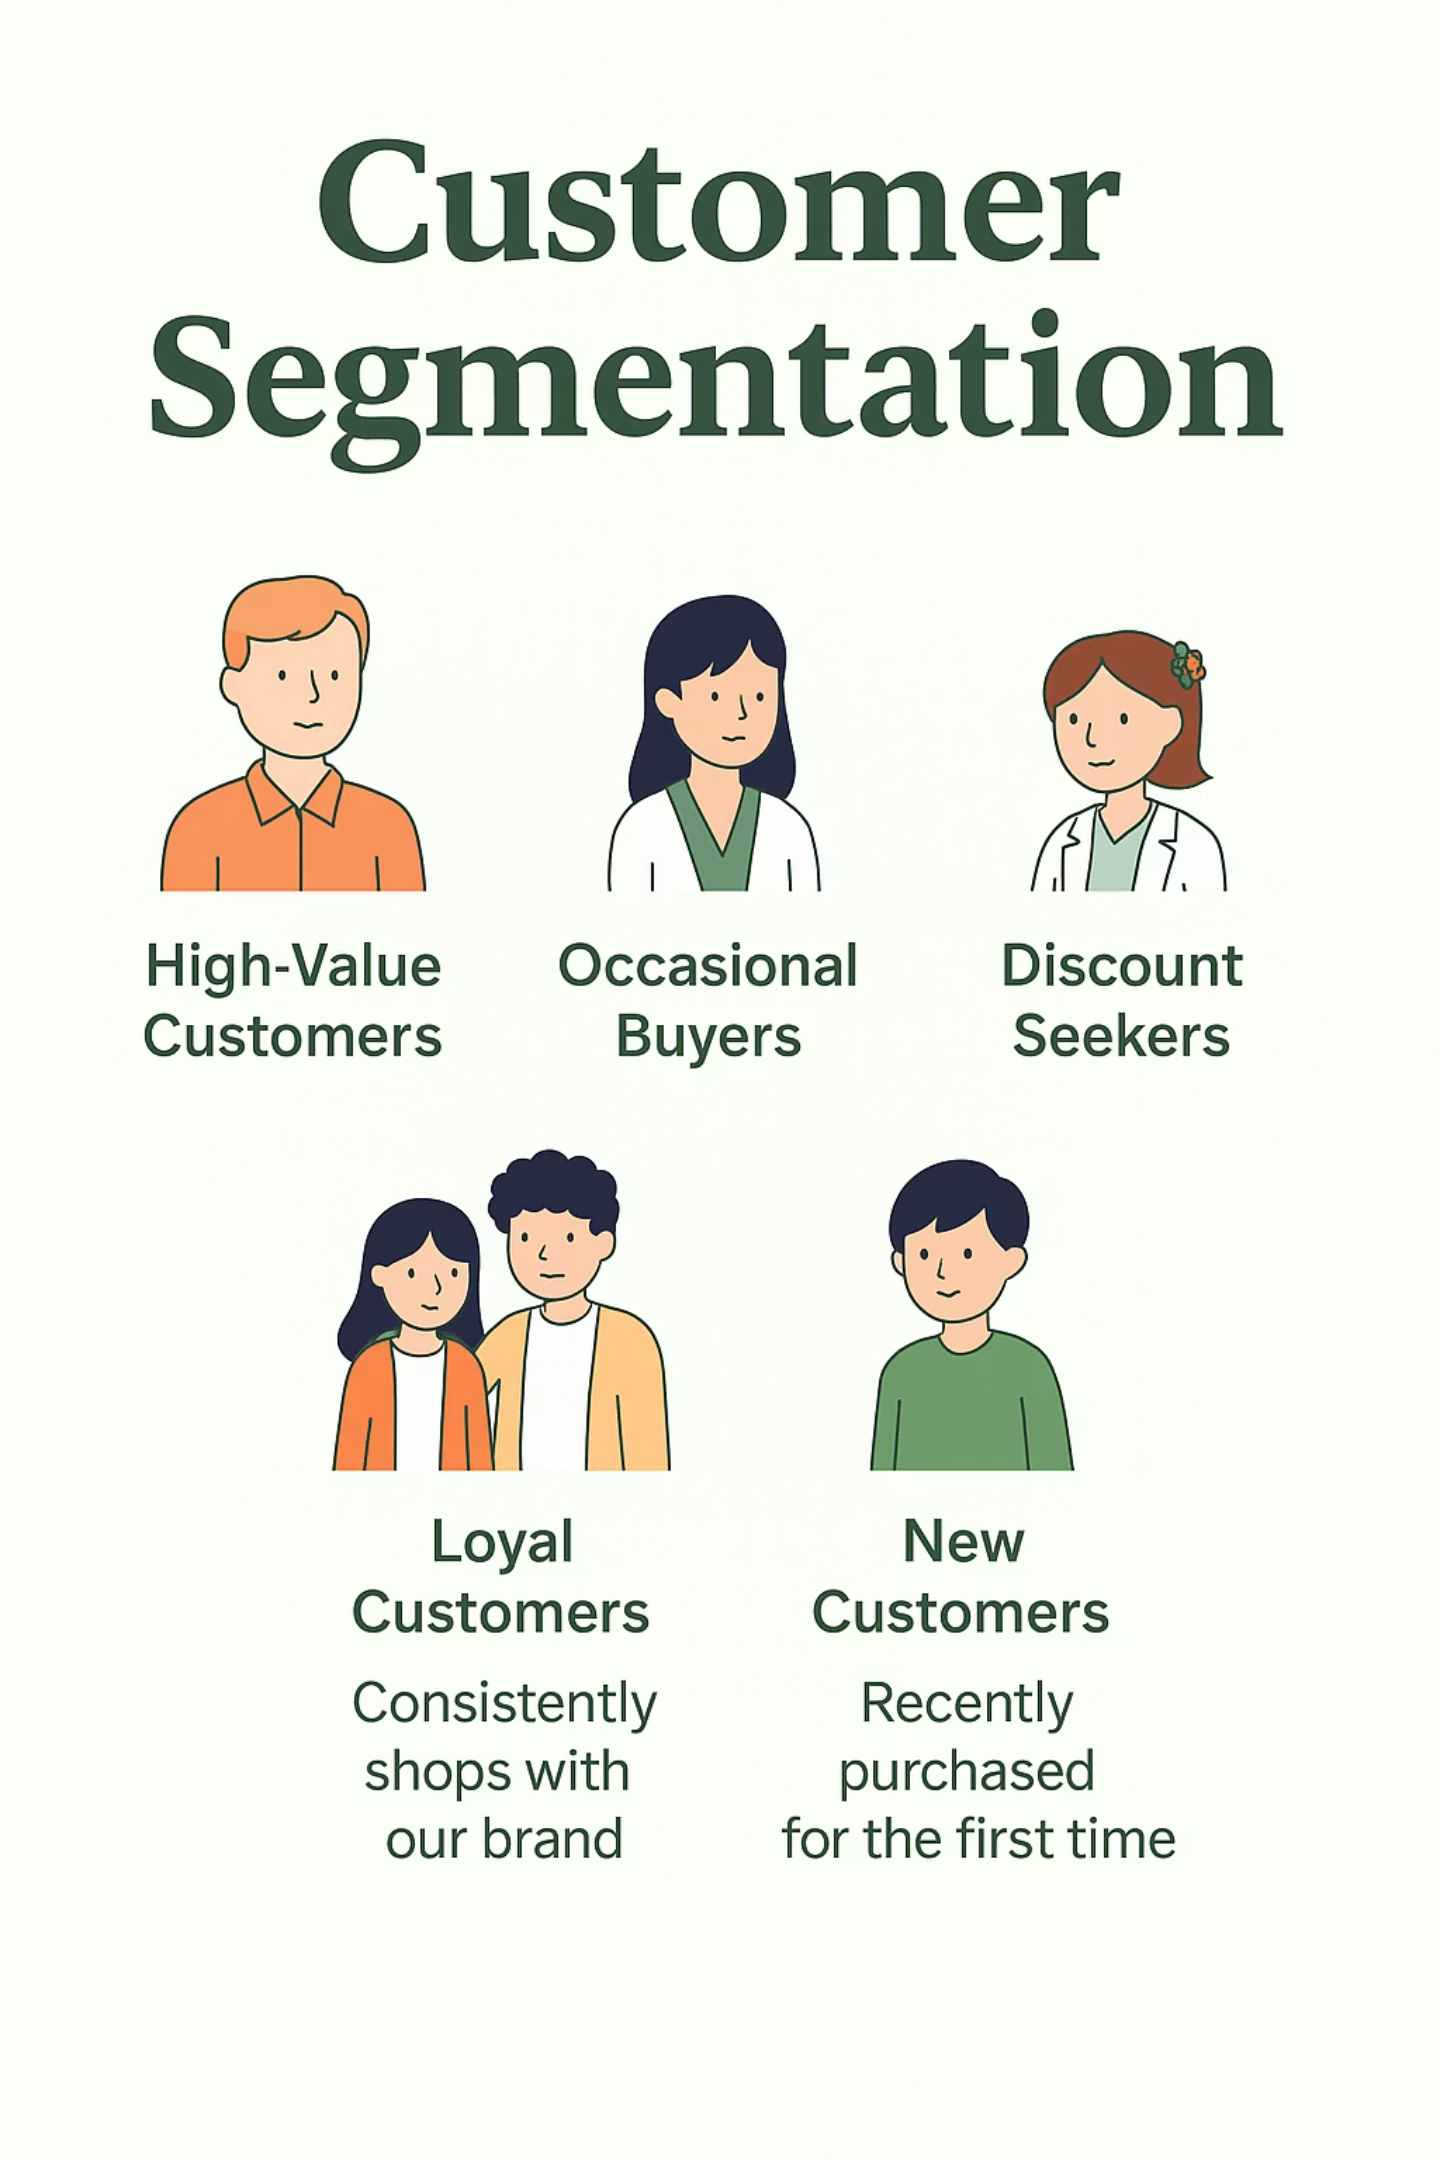 Customer
Segmentation
High-Value
Customers
Occasional
Buyers
Discount
Seekers
Loyal
Customers
Consistently
shops with
our brand
New
Customers
Recently
purchased
for the first time